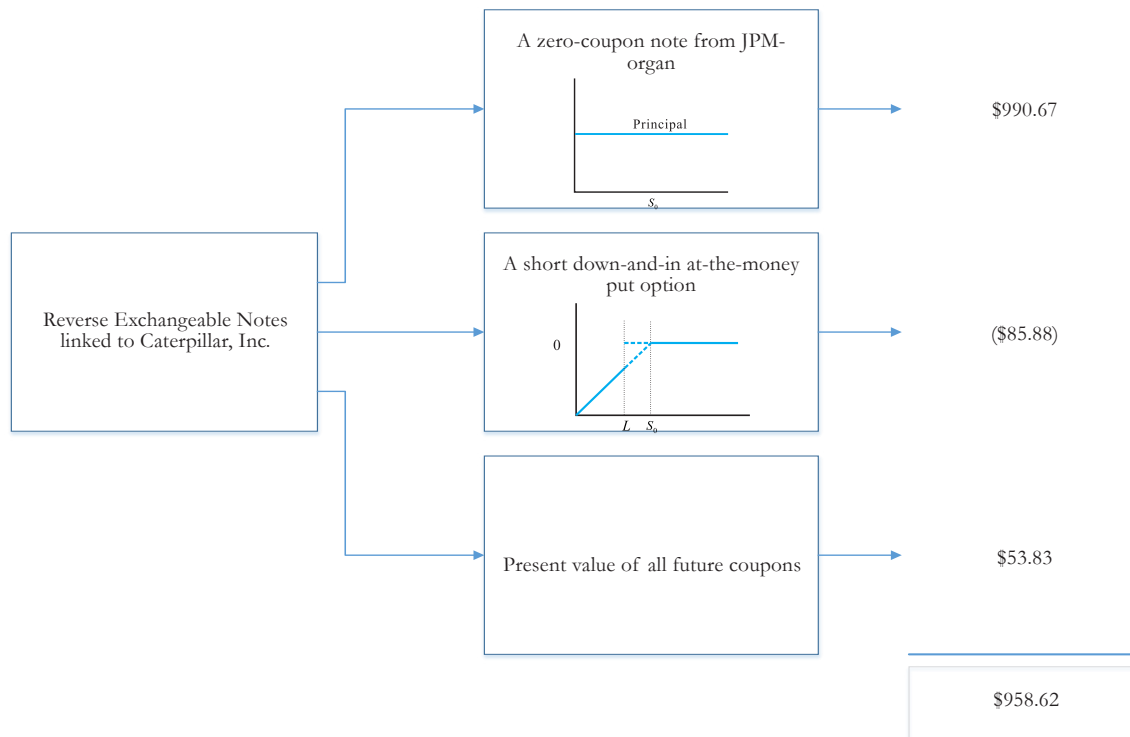 A zero-coupon note from JPM-
organ
Principal
S₀
$990.67
Reverse Exchangeable Notes
linked to Caterpillar, Inc.
A short down-and-in at-the-money
put option
0
L S₀
($85.88)
Present value of all future coupons
$53.83
$958.62